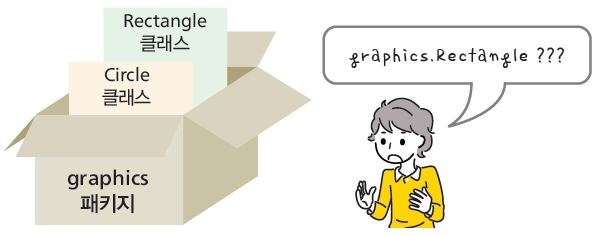 Rectangle
클래스
Circle
클래스
graphics
패키지
graphics.Rectangle ???